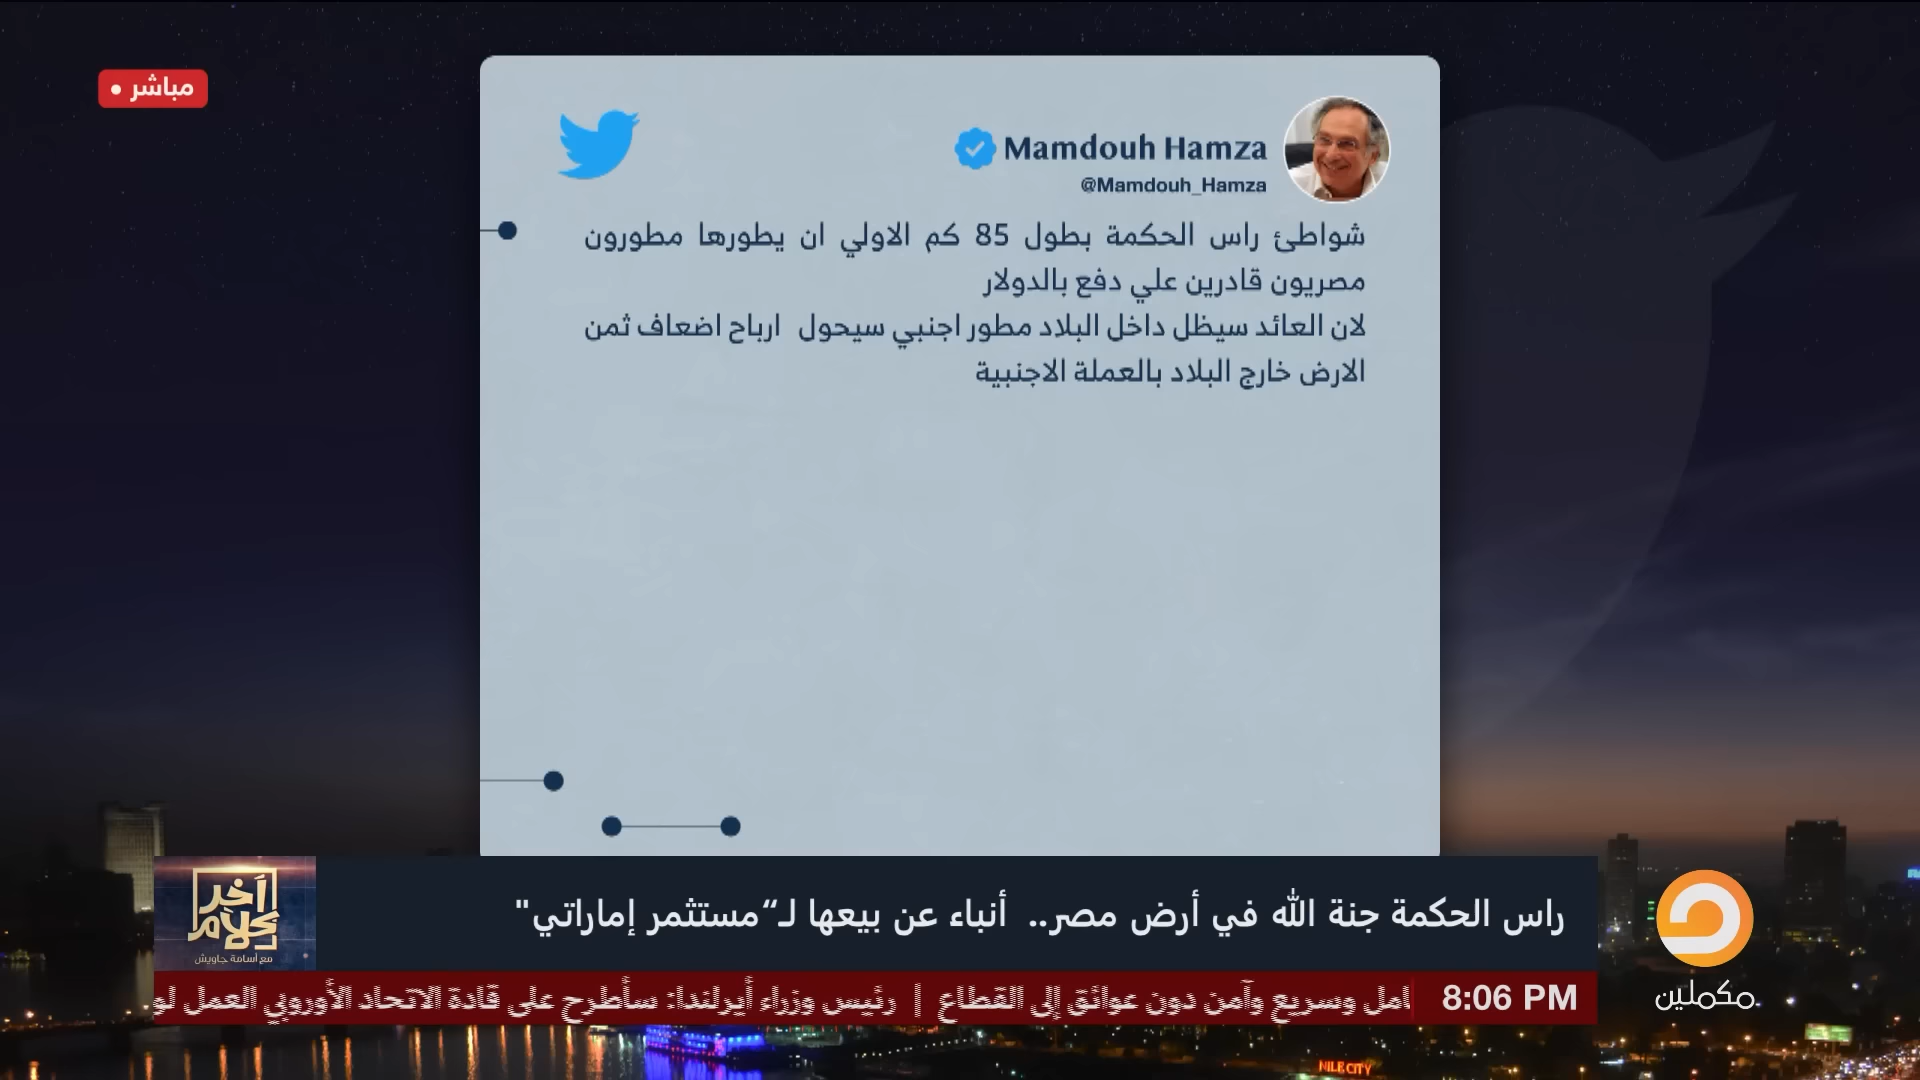 مباشر
Mamdouh Hamza
@Mamdouh_Hamza
شواطئ راس الحكمة بطول 85 كم الاولي ان يطورها مطورون
مصريون قادرين علي دفع بالدولار
لان العائد سيظل داخل البلاد مطور اجنبي سيحول ارباح اضعاف ثمن
الارض خارج البلاد بالعملة الاجنبية
راس الحكمة جنة الله في أرض مصر.. أنباء عن بيعها لـ“مستثمر إماراتي"
آخر
كلام
مع أسامة جاويش
8:06 PM
وسريع وآمن دون عوائق إلى القطاع | رئيس وزراء أيرلندا: سأطرح على قادة الاتحاد الأوروبي العمل
مكملين
NILE CITY